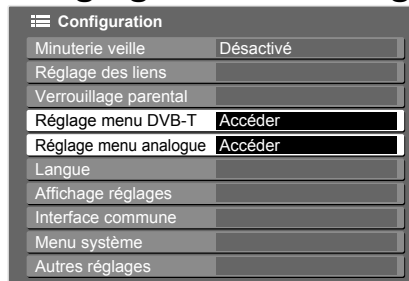 Configuration
Minuterie veille Désactivé
Réglage des liens
Verrouillage parental
Réglage menu DVB-T Accéder
Réglage menu analogue Accéder
Langue
Affichage réglages
Interface commune
Menu système
Autres réglages